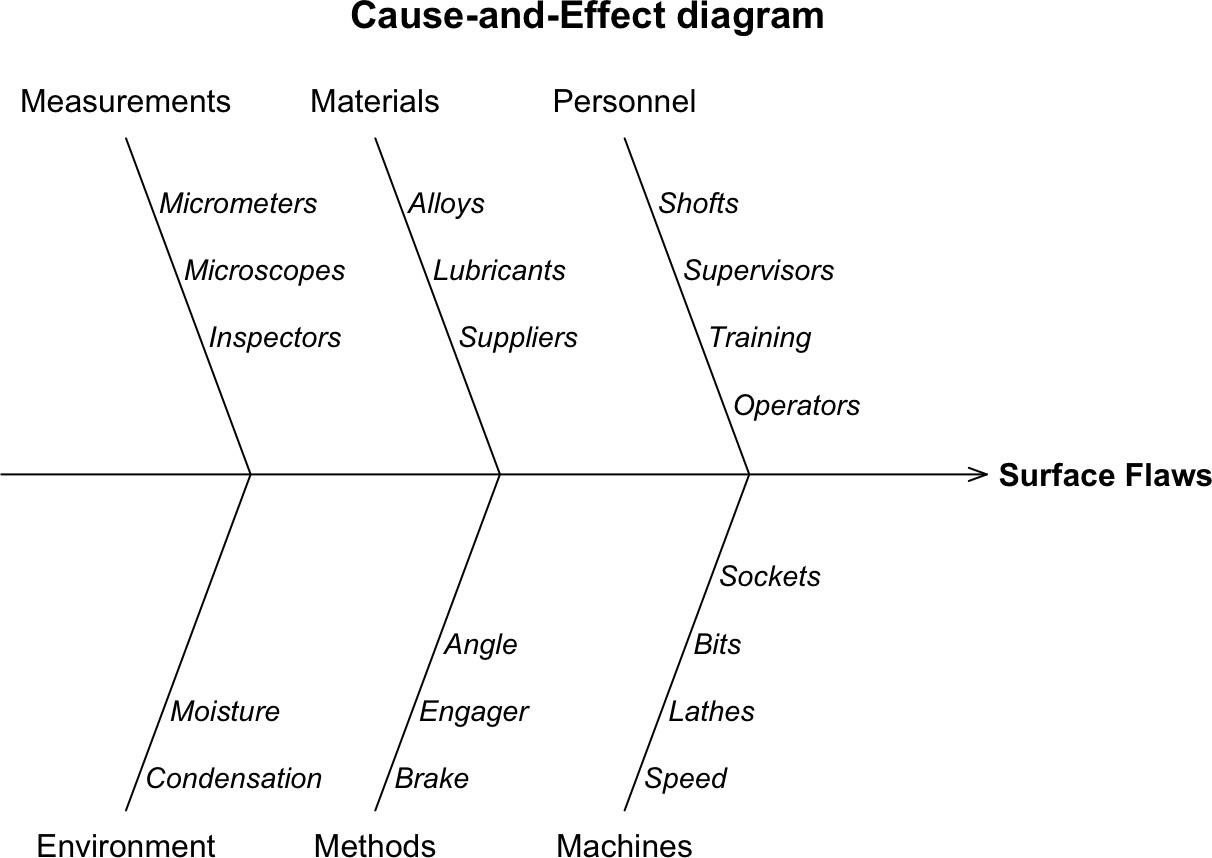 Cause-and-Effect diagram
Measurements
Materials
Personnel
Micrometers
Alloys
Shofts
Microscopes
Lubricants
Supervisors
Inspectors
Suppliers
Training
Operators
Surface Flaws
Sockets
Angle
Bits
Moisture
Engager
Lathes
Condensation
Brake
Speed
Environment
Methods
Machines